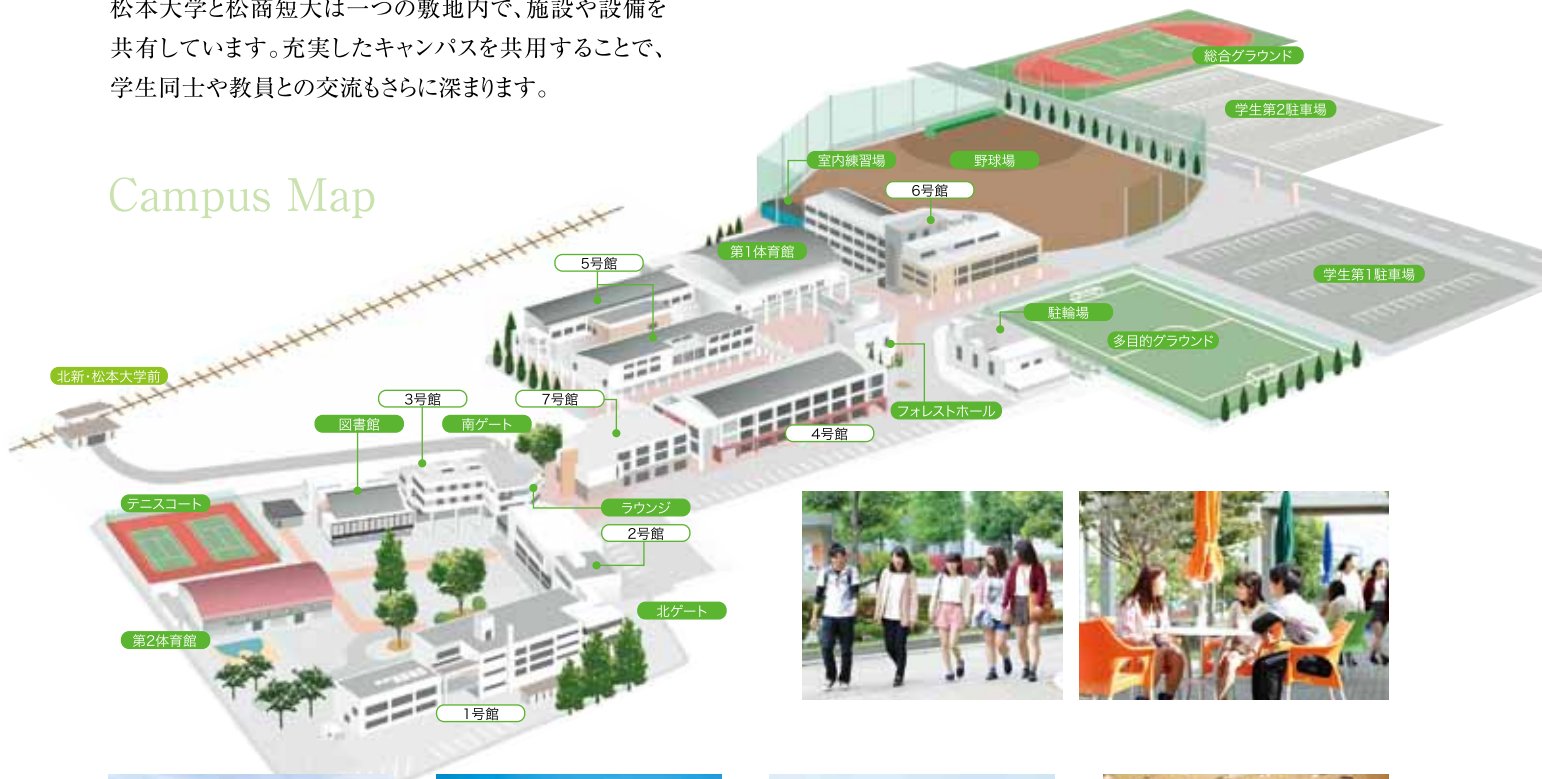 松本大学と松商短大は一つの敷地内で、施設や設備を
共有しています。充実したキャンパスを共用することで、
学生同士や教員との交流もさらに深まります。
Campus Map
総合グラウンド
学生第2駐車場
室内練習場
野球場
6号館
第1体育館
5号館
学生第1駐車場
駐輪場
多目的グラウンド
北新・松本大学前
3号館
7号館
フォレストホール
図書館
南ゲート
4号館
テニスコート
ラウンジ
2号館
北ゲート
第2体育館
1号館